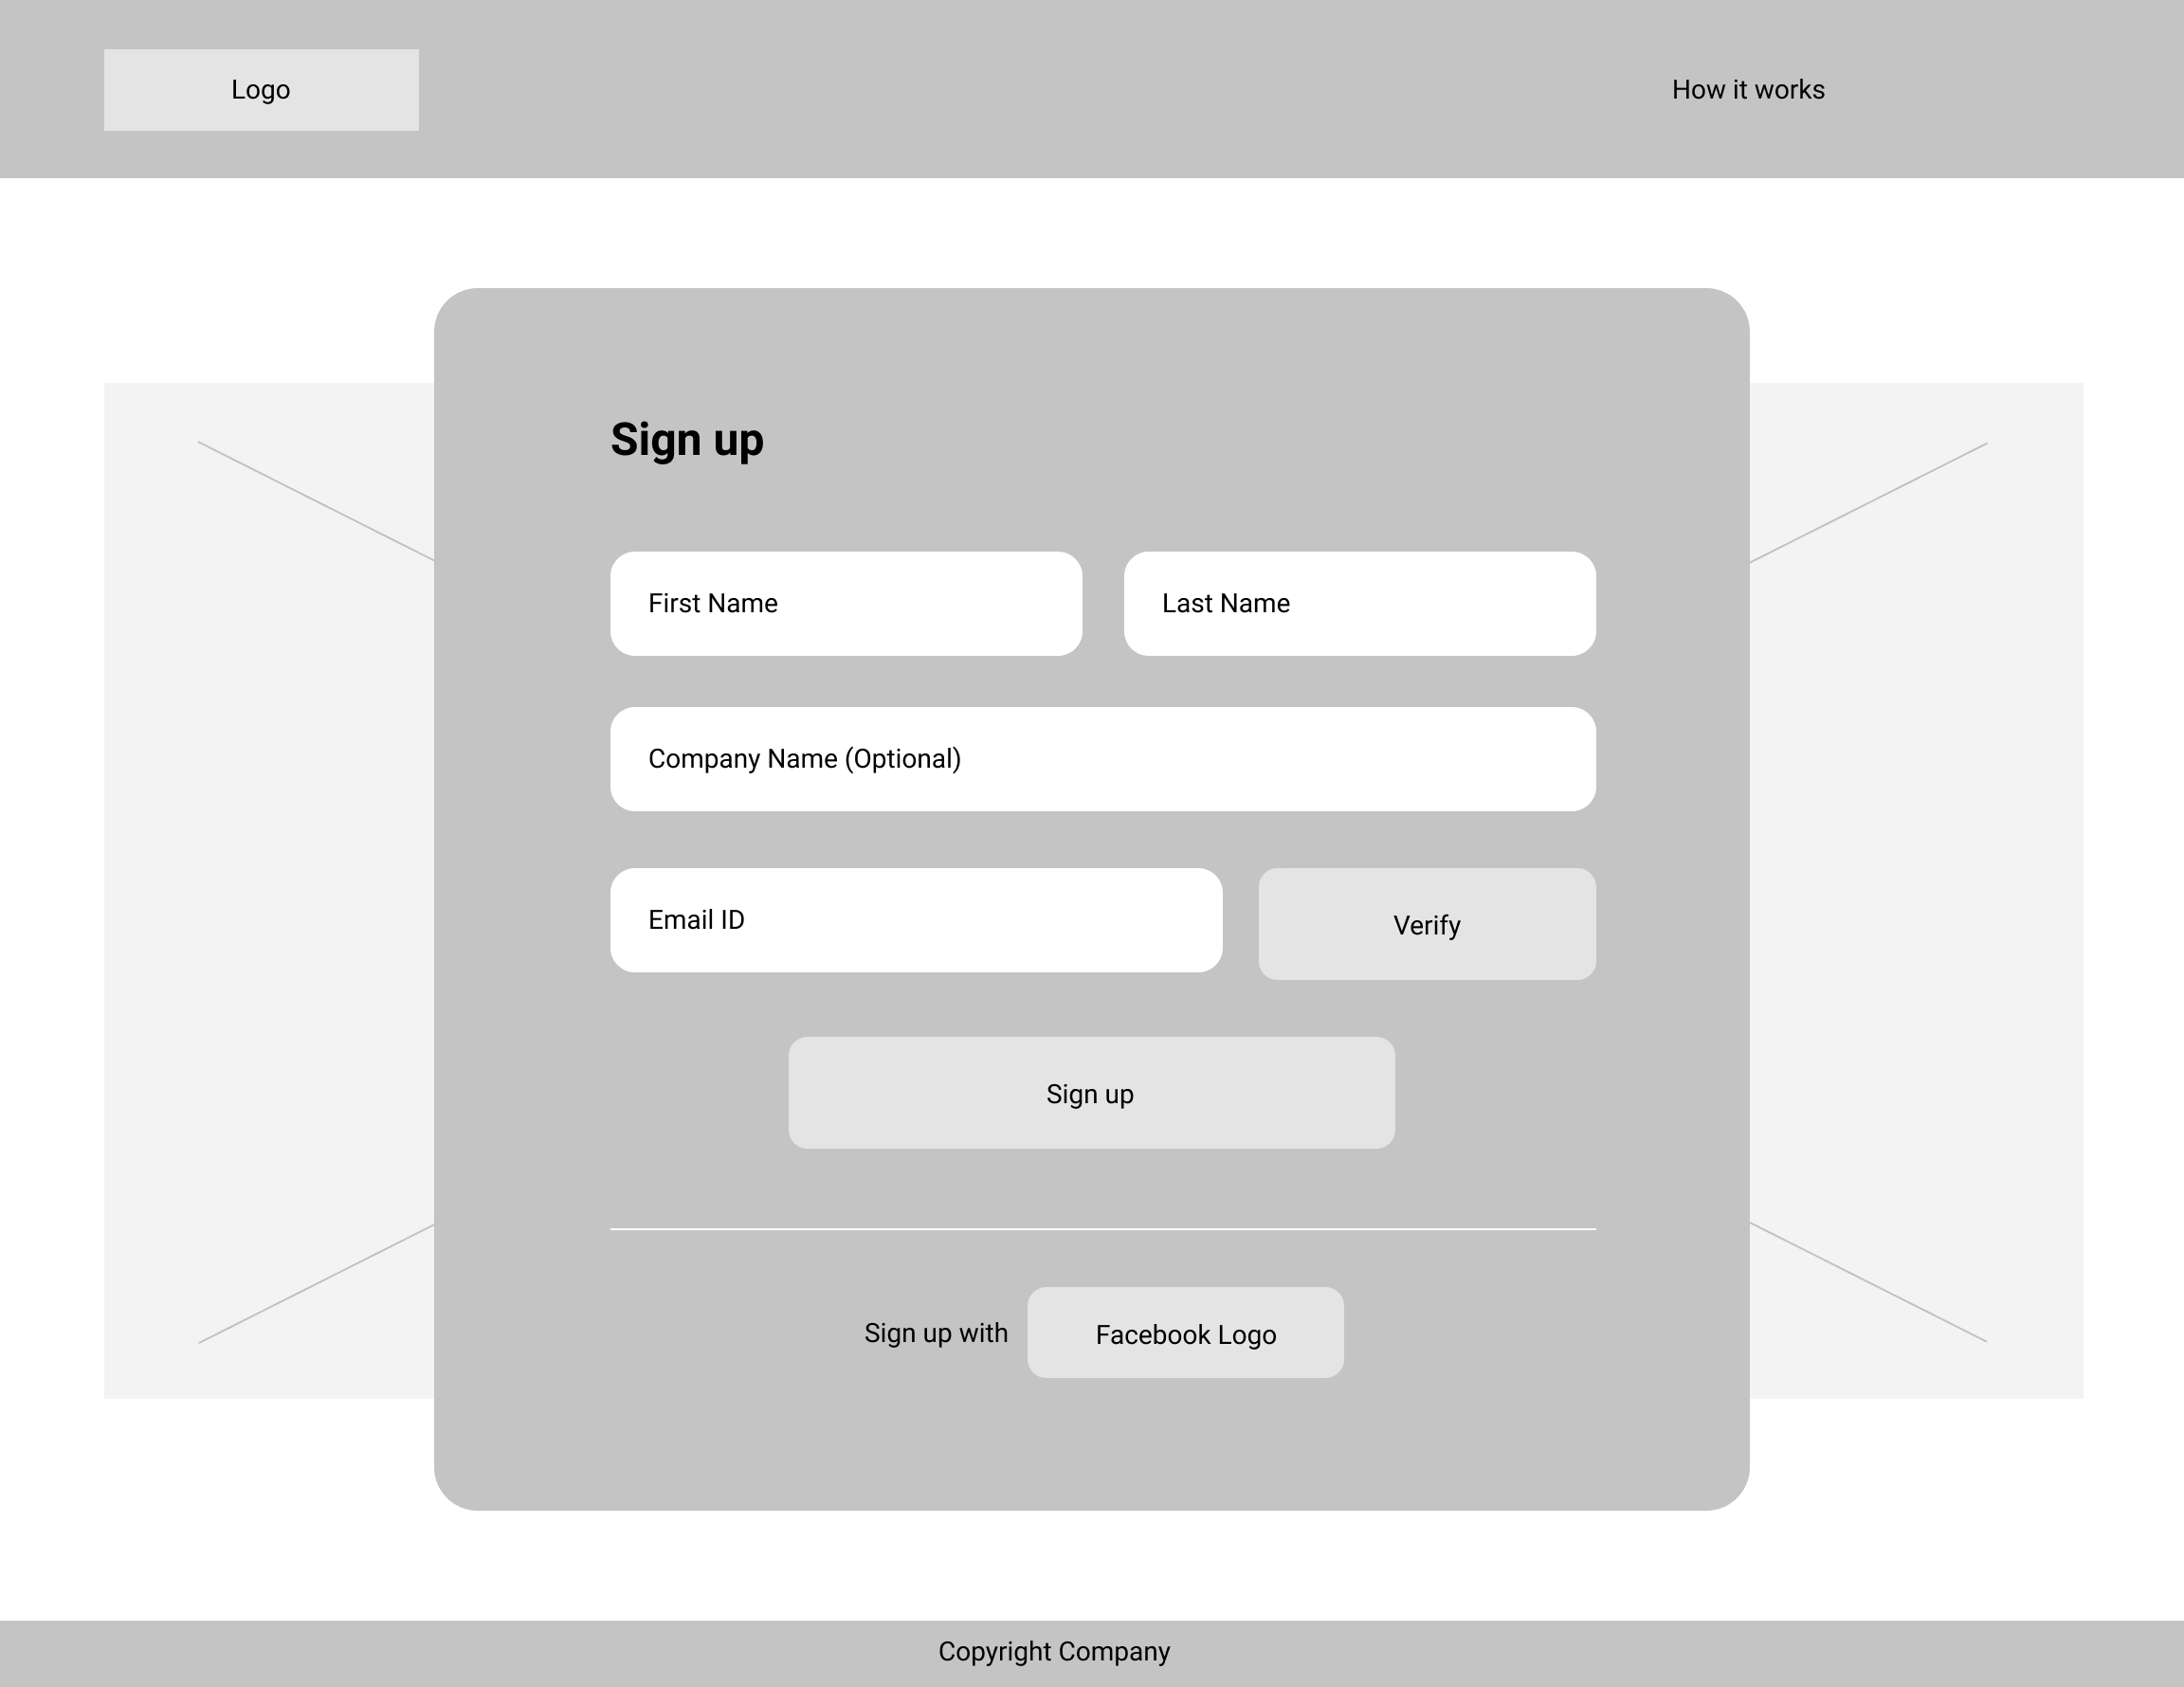 Logo
How it works
Sign up
First Name
Last Name
Company Name (Optional)
Email ID
Verify
Sign up
Sign up with
Facebook Logo
Copyright Company